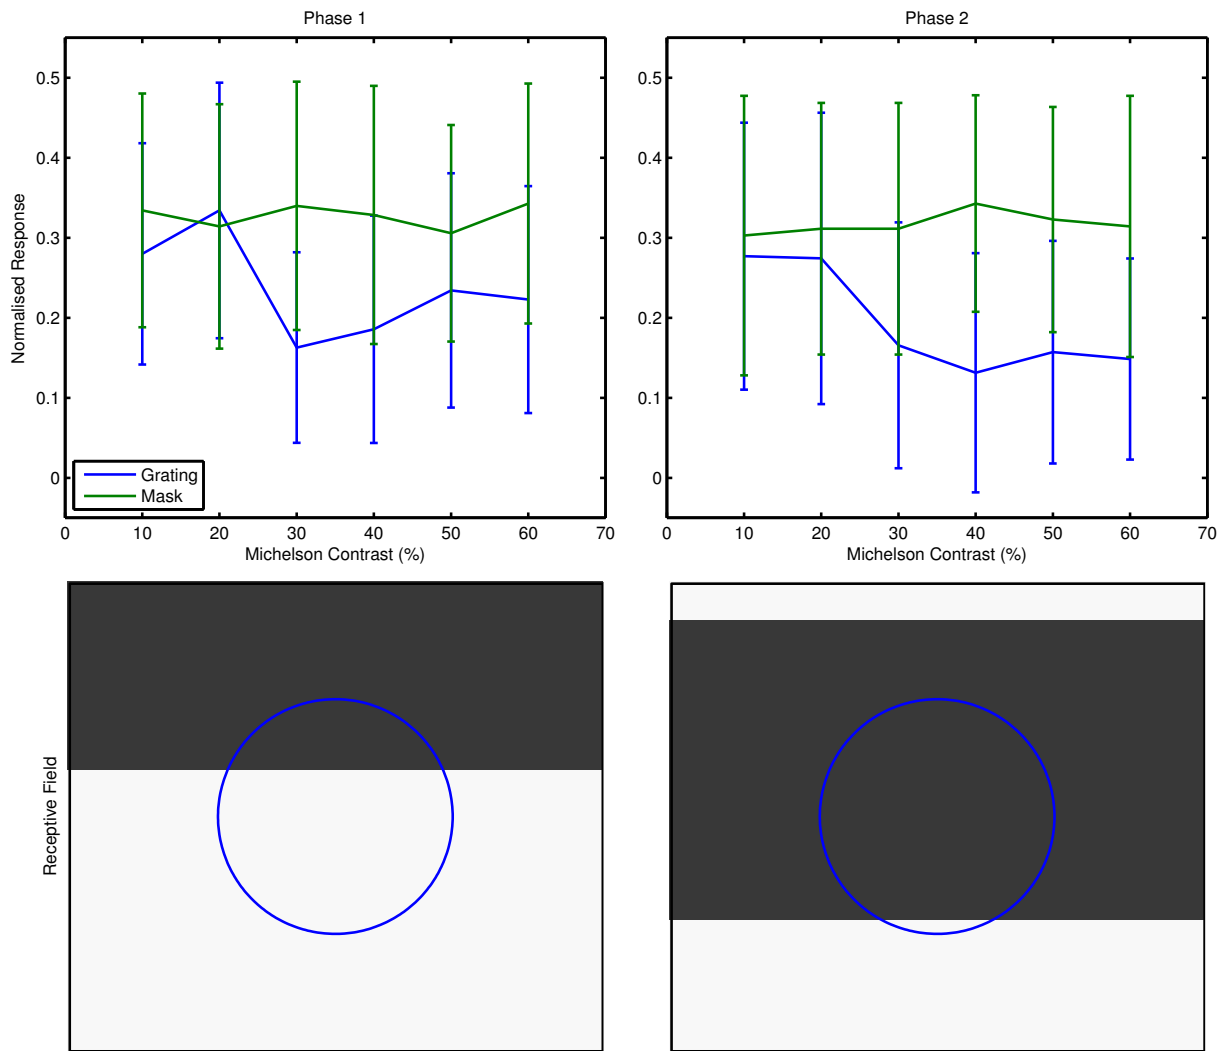 Phase 1
0.5
0.4
0.3
0.2
0.1
0
Normalised Response
Grating
Mask
0 10 20 30 40 50 60 70
Michelson Contrast (%)
Phase 2
0.5
0.4
0.3
0.2
0.1
0
0 10 20 30 40 50 60 70
Michelson Contrast (%)
Receptive Field